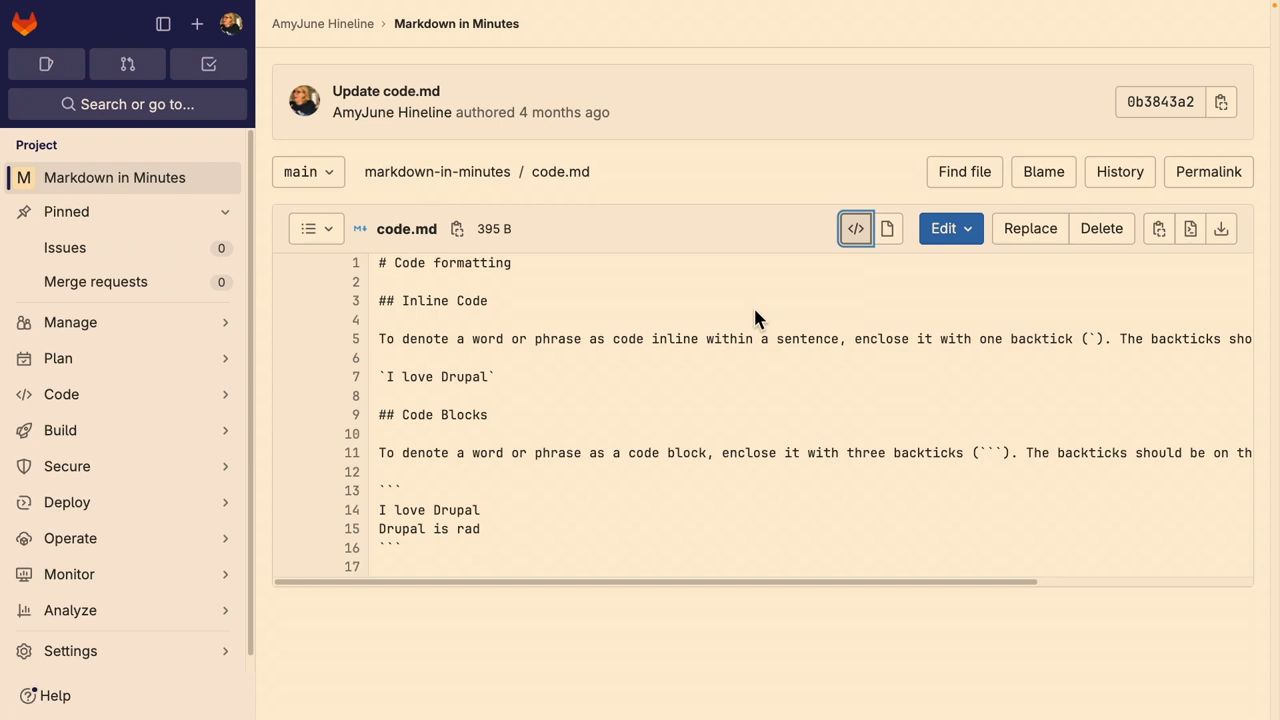 AmyJune Hineline > Markdown in Minutes
Search or go to...
Project
M Markdown in Minutes
Pinned
Issues 0
Merge requests 0
Manage
Plan
Code
Build
Secure
Deploy
Operate
Monitor
Analyze
Settings
Help
Update code.md
AmyJune Hineline authored 4 months ago
0b3843a2
main
markdown-in-minutes / code.md
Find file
Blame
History
Permalink
code.md 395 B
</>
Edit
Replace
Delete
1 # Code formatting
2
3 ## Inline Code
4
5 To denote a word or phrase as code inline within a sentence, enclose it with one backtick (`). The backticks sho
6
7 `I love Drupal`
8
9 ## Code Blocks
10
11 To denote a word or phrase as a code block, enclose it with three backticks (```). The backticks should be on th
12
13 ```
14 I love Drupal
15 Drupal is rad
16 ```
17